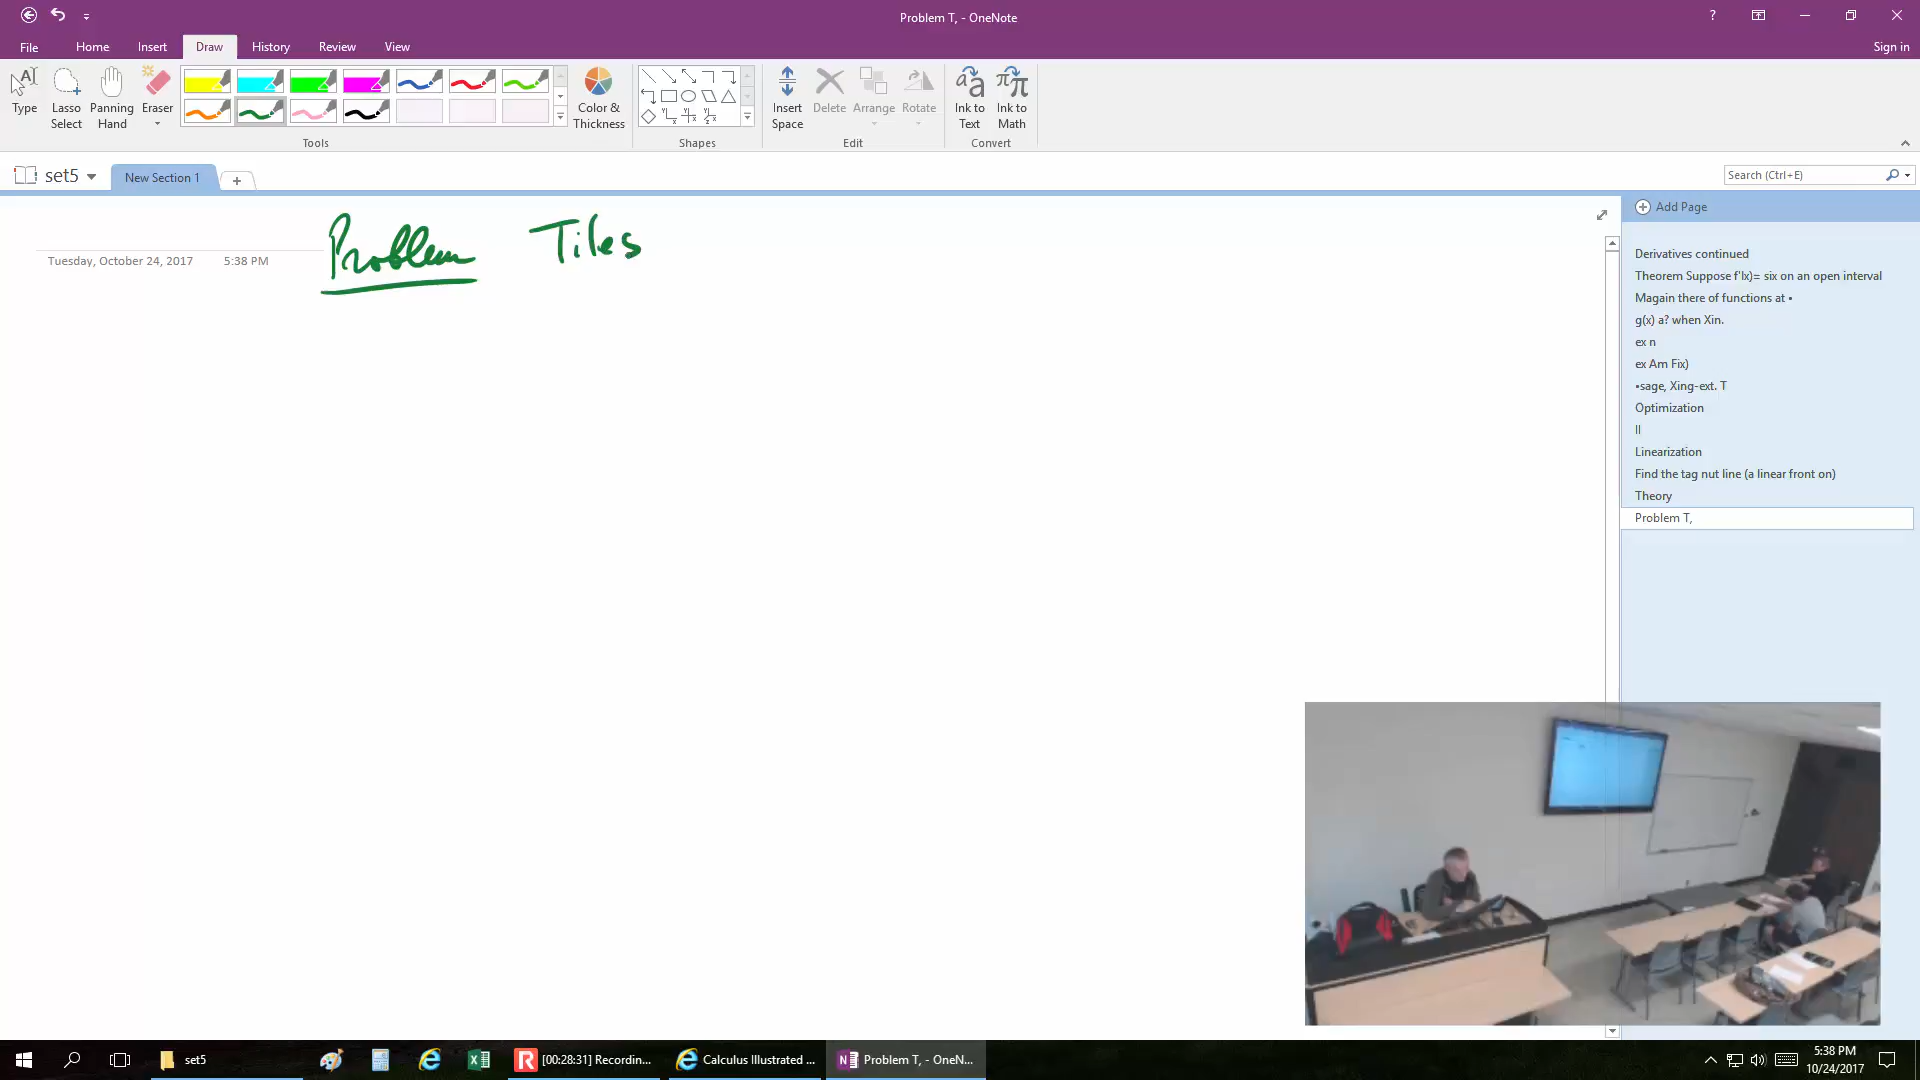 Problem T, - OneNote
?
File
Home
Insert
Draw
History
Review
View
Sign in
Type
Lasso
Select
Panning
Hand
Eraser
Color &
Thickness
Insert
Space
Delete
Arrange
Rotate
Ink to
Text
Ink to
Math
Tools
Shapes
Edit
Convert
set5
New Section 1
Search (Ctrl+E)
Add Page
Problem Tiles
Tuesday, October 24, 2017 5:38 PM
Derivatives continued
Theorem Suppose f'lx)= six on an open interval
Magain there of functions at •
g(x) a? when Xin.
ex n
ex Am Fix)
•sage, Xing-ext. T
Optimization
II
Linearization
Find the tag nut line (a linear front on)
Theory
Problem T,
set5
[00:28:31] Recordin...
Calculus Illustrated ...
Problem T, - OneN...
5:38 PM
10/24/2017